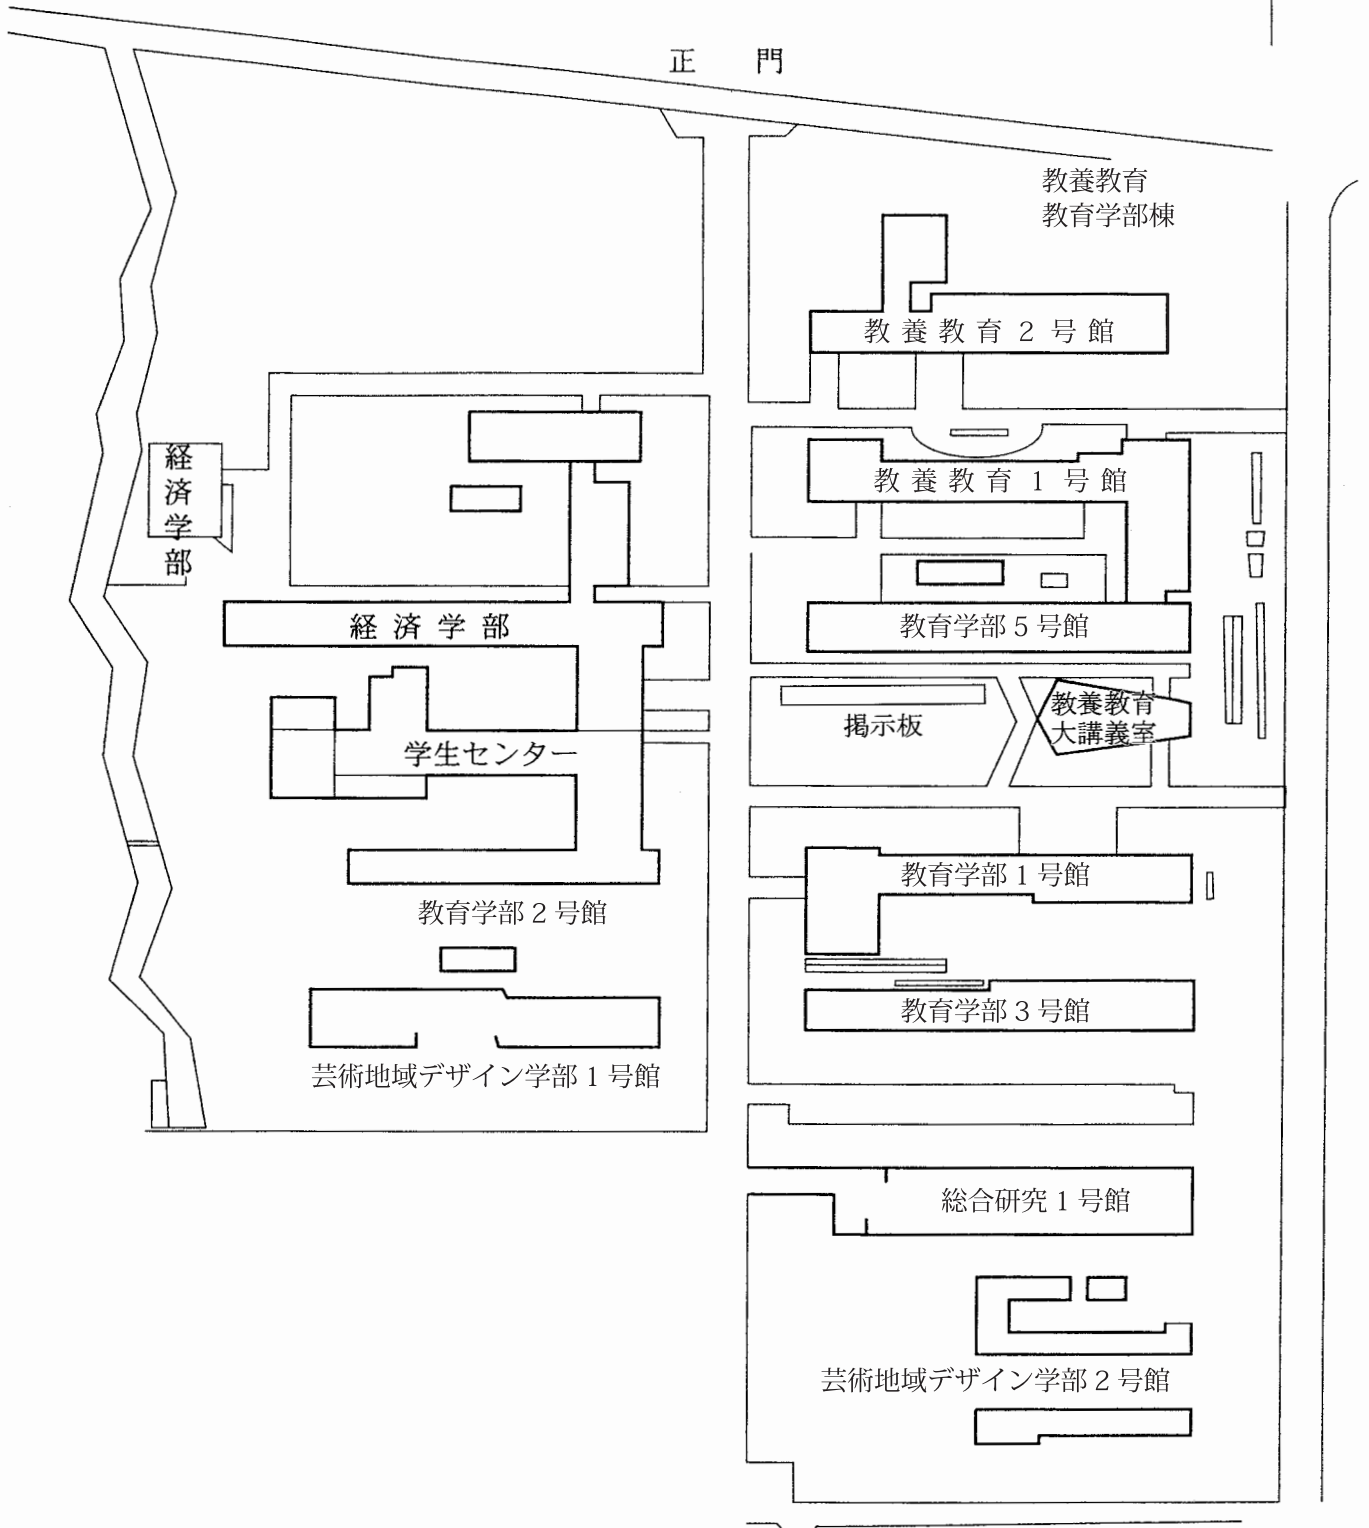 正門
教養教育
教育学部棟
教養教育2号館
経済学部
教養教育1号館
経済学部
教育学部5号館
教養教育
大講義室
掲示板
学生センター
教育学部1号館
教育学部2号館
教育学部3号館
芸術地域デザイン学部1号館
総合研究1号館
芸術地域デザイン学部2号館